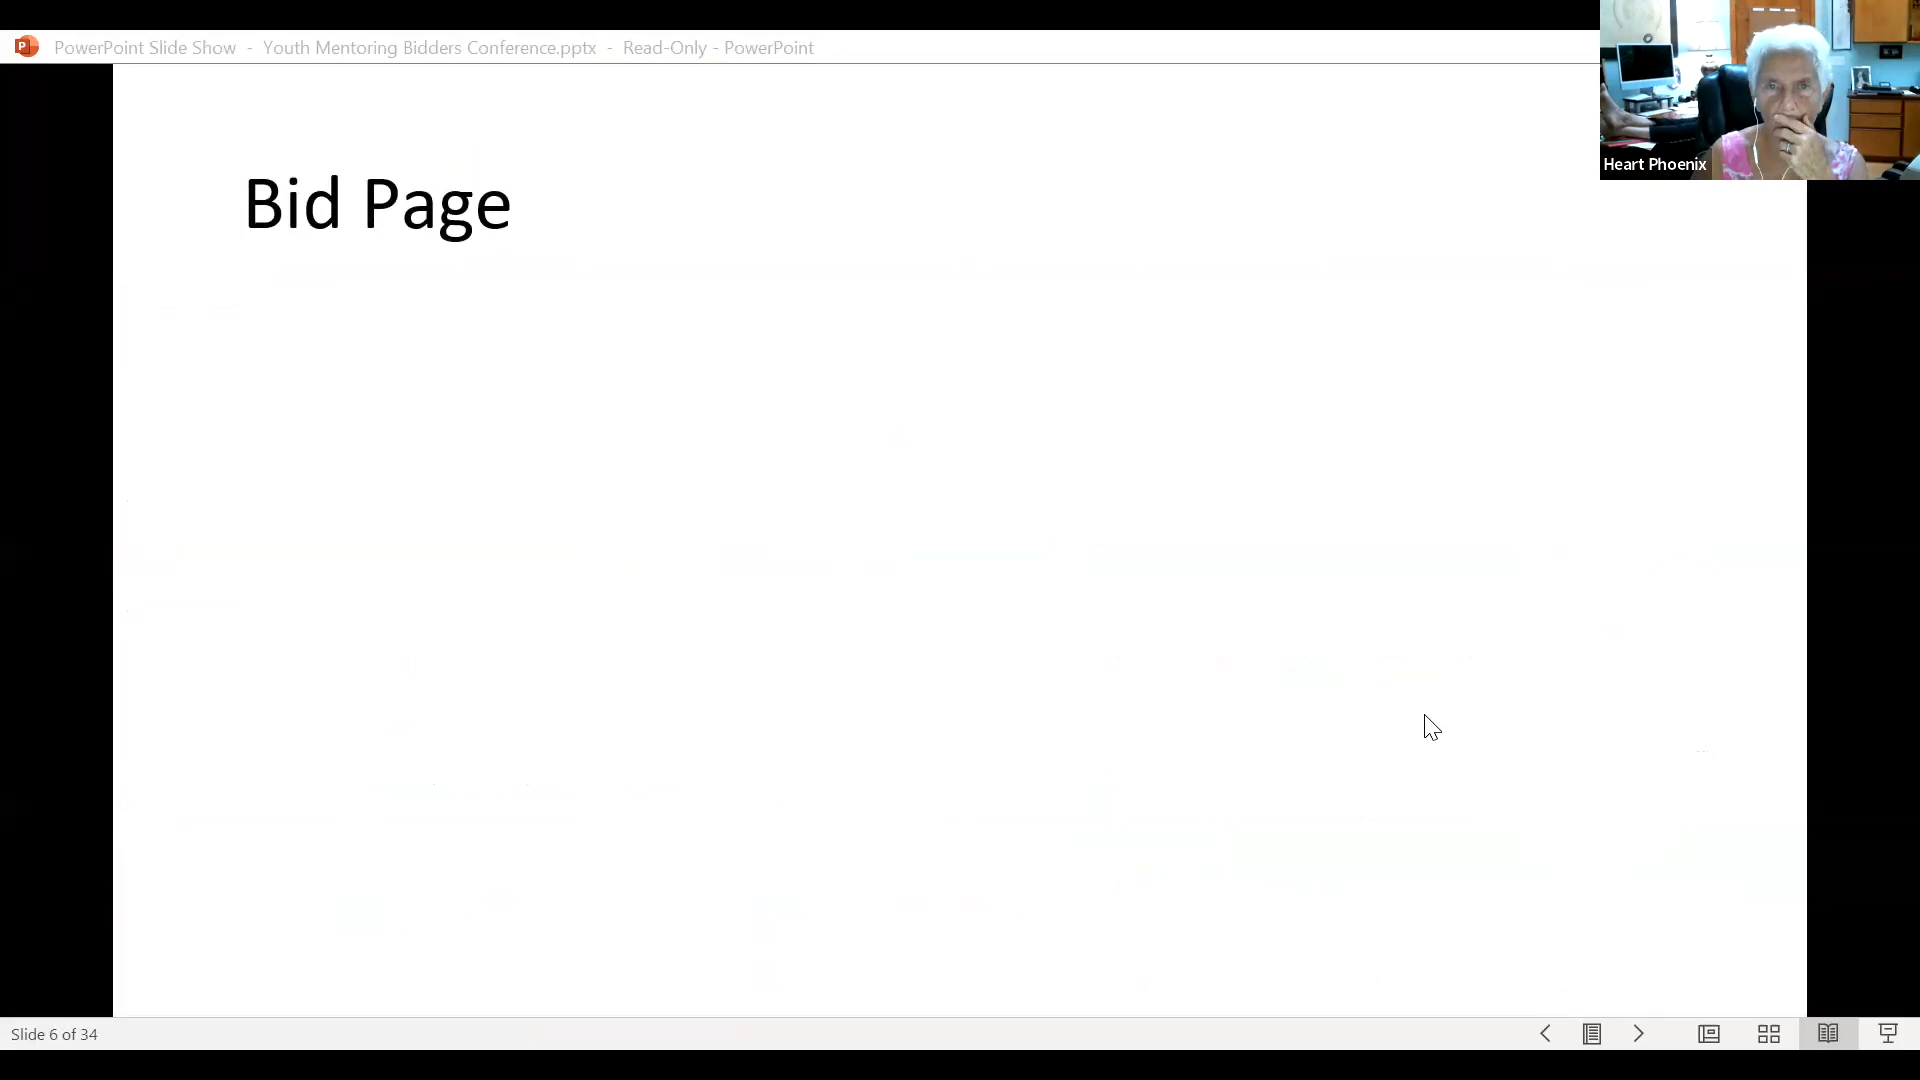 PowerPoint Slide Show - Youth Mentoring Bidders Conference.pptx - Read-Only - PowerPoint
Heart Phoenix
Bid Page
Slide 6 of 34